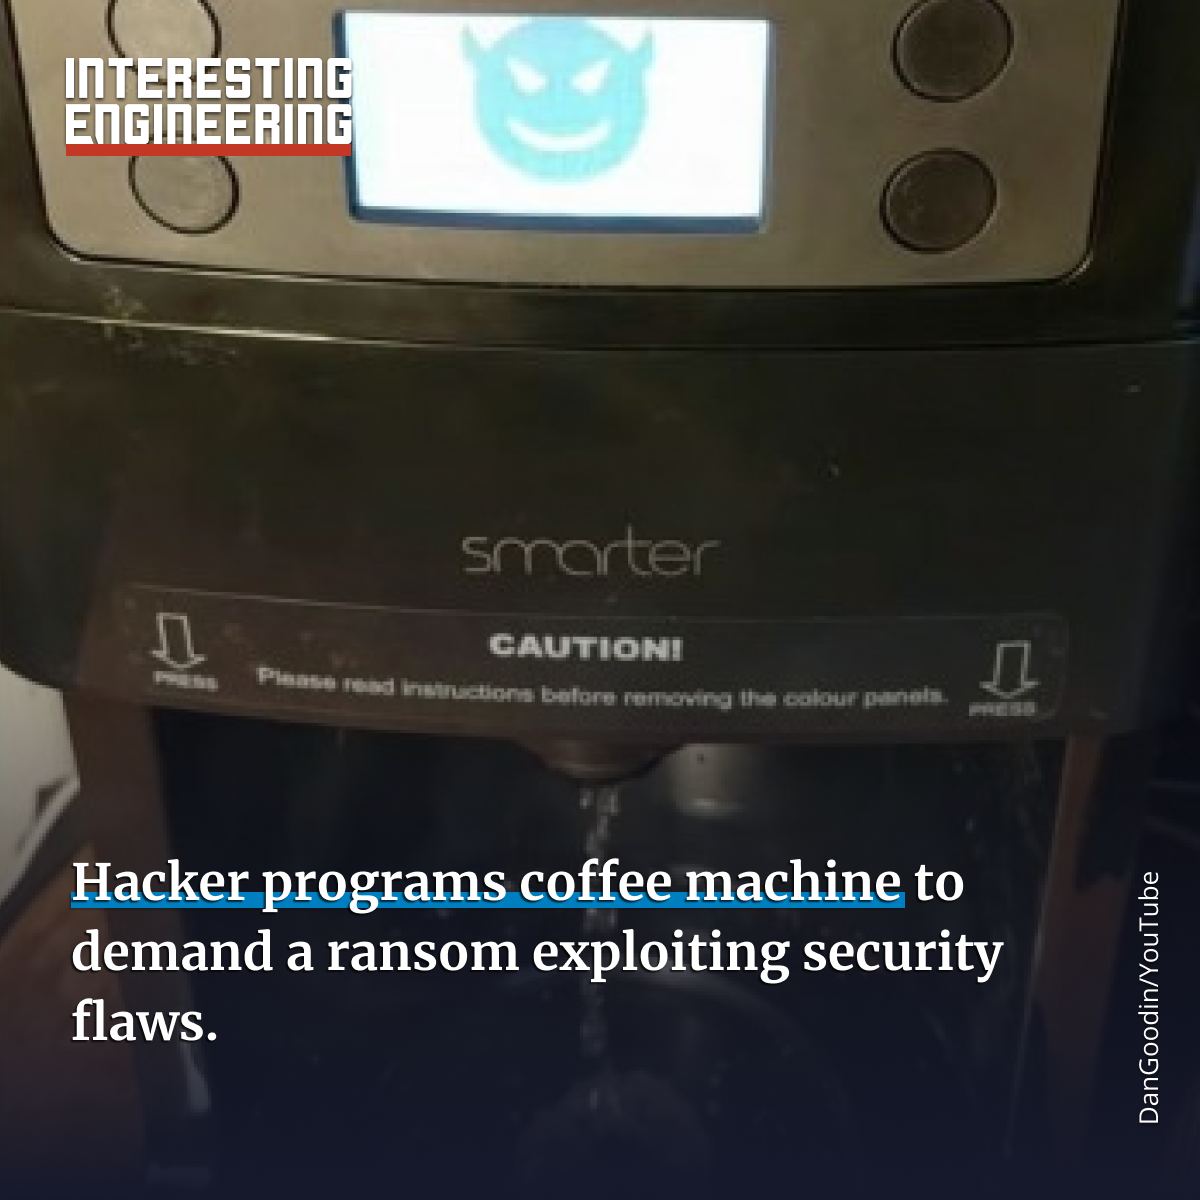 INTERESTING
ENGINEERING
smarter
CAUTION!
Please read instructions before removing the colour panels.
PRESS
PRESS
Hacker programs coffee machine to
demand a ransom exploiting security
flaws.
DanGoodin/YouTube